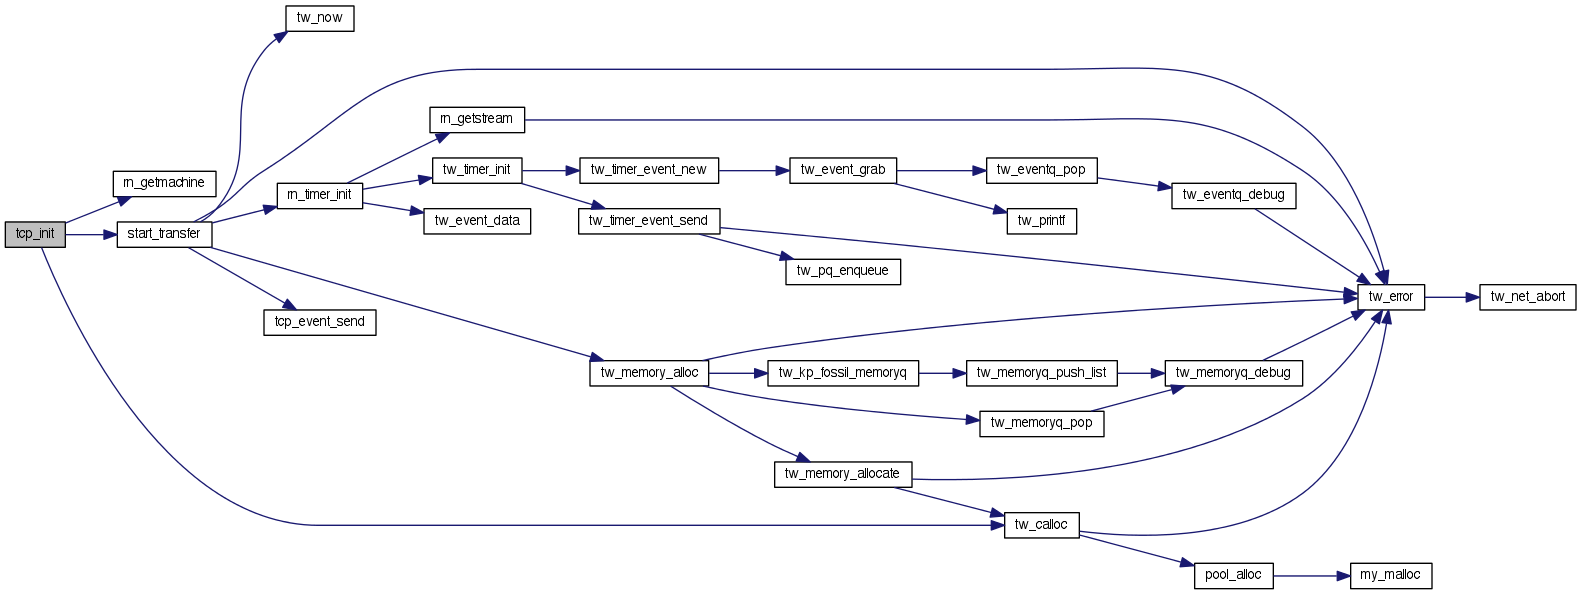 tw_now
rn_getstream
tw_timer_init
tw_timer_event_new
tw_event_grab
tw_eventq_pop
rn_getmachine
rn_timer_init
tw_eventq_debug
tcp_init
start_transfer
tw_event_data
tw_timer_event_send
tw_printf
tw_pq_enqueue
tw_error
tw_net_abort
tcp_event_send
tw_memory_alloc
tw_kp_fossil_memoryq
tw_memoryq_push_list
tw_memoryq_debug
tw_memoryq_pop
tw_memory_allocate
tw_calloc
pool_alloc
my_malloc